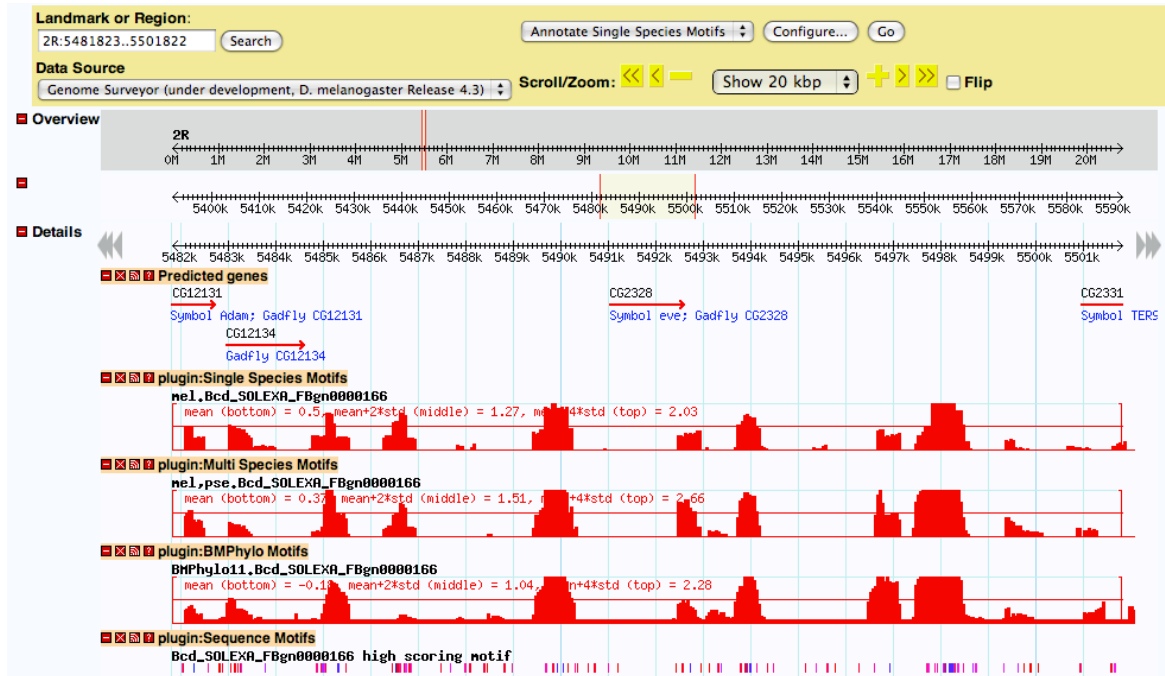 Landmark or Region:
2R:5481823..5501822 Search
Annotate Single Species Motifs Configure... Go
Data Source
Genome Surveyor (under development, D. melanogaster Release 4.3)
Scroll/Zoom: Show 20 kbp Flip
Overview
2R
0M 1M 2M 3M 4M 5M 6M 7M 8M 9M 10M 11M 12M 13M 14M 15M 16M 17M 18M 19M 20M
5400k 5410k 5420k 5430k 5440k 5450k 5460k 5470k 5480k 5490k 5500k 5510k 5520k 5530k 5540k 5550k 5560k 5570k 5580k 5590k
Details
5482k 5483k 5484k 5485k 5486k 5487k 5488k 5489k 5490k 5491k 5492k 5493k 5494k 5495k 5496k 5497k 5498k 5499k 5500k 5501k
Predicted genes
CG12131 CG2328 CG2331
Symbol Adam; Gadfly CG12131 Symbol eve; Gadfly CG2328 Symbol TER9
CG12134
Gadfly CG12134
plugin:Single Species Motifs
mel.Bcd_SOLEXA_FBgn0000166
mean (bottom) = 0.5, mean+2*std (middle) = 1.27, 4*std (top) = 2.03
plugin:Multi Species Motifs
mel,pse.Bcd_SOLEXA_FBgn0000166
mean (bottom) = 0.37, mean+2*std (middle) = 1.51, +4*std (top) = 2.66
plugin:BMPhylo Motifs
BMPhylo11.Bcd_SOLEXA_FBgn0000166
mean (bottom) = -0.18, mean+2*std (middle) = 1.04, n+4*std (top) = 2.28
plugin:Sequence Motifs
Bcd_SOLEXA_FBgn0000166 high scoring motif